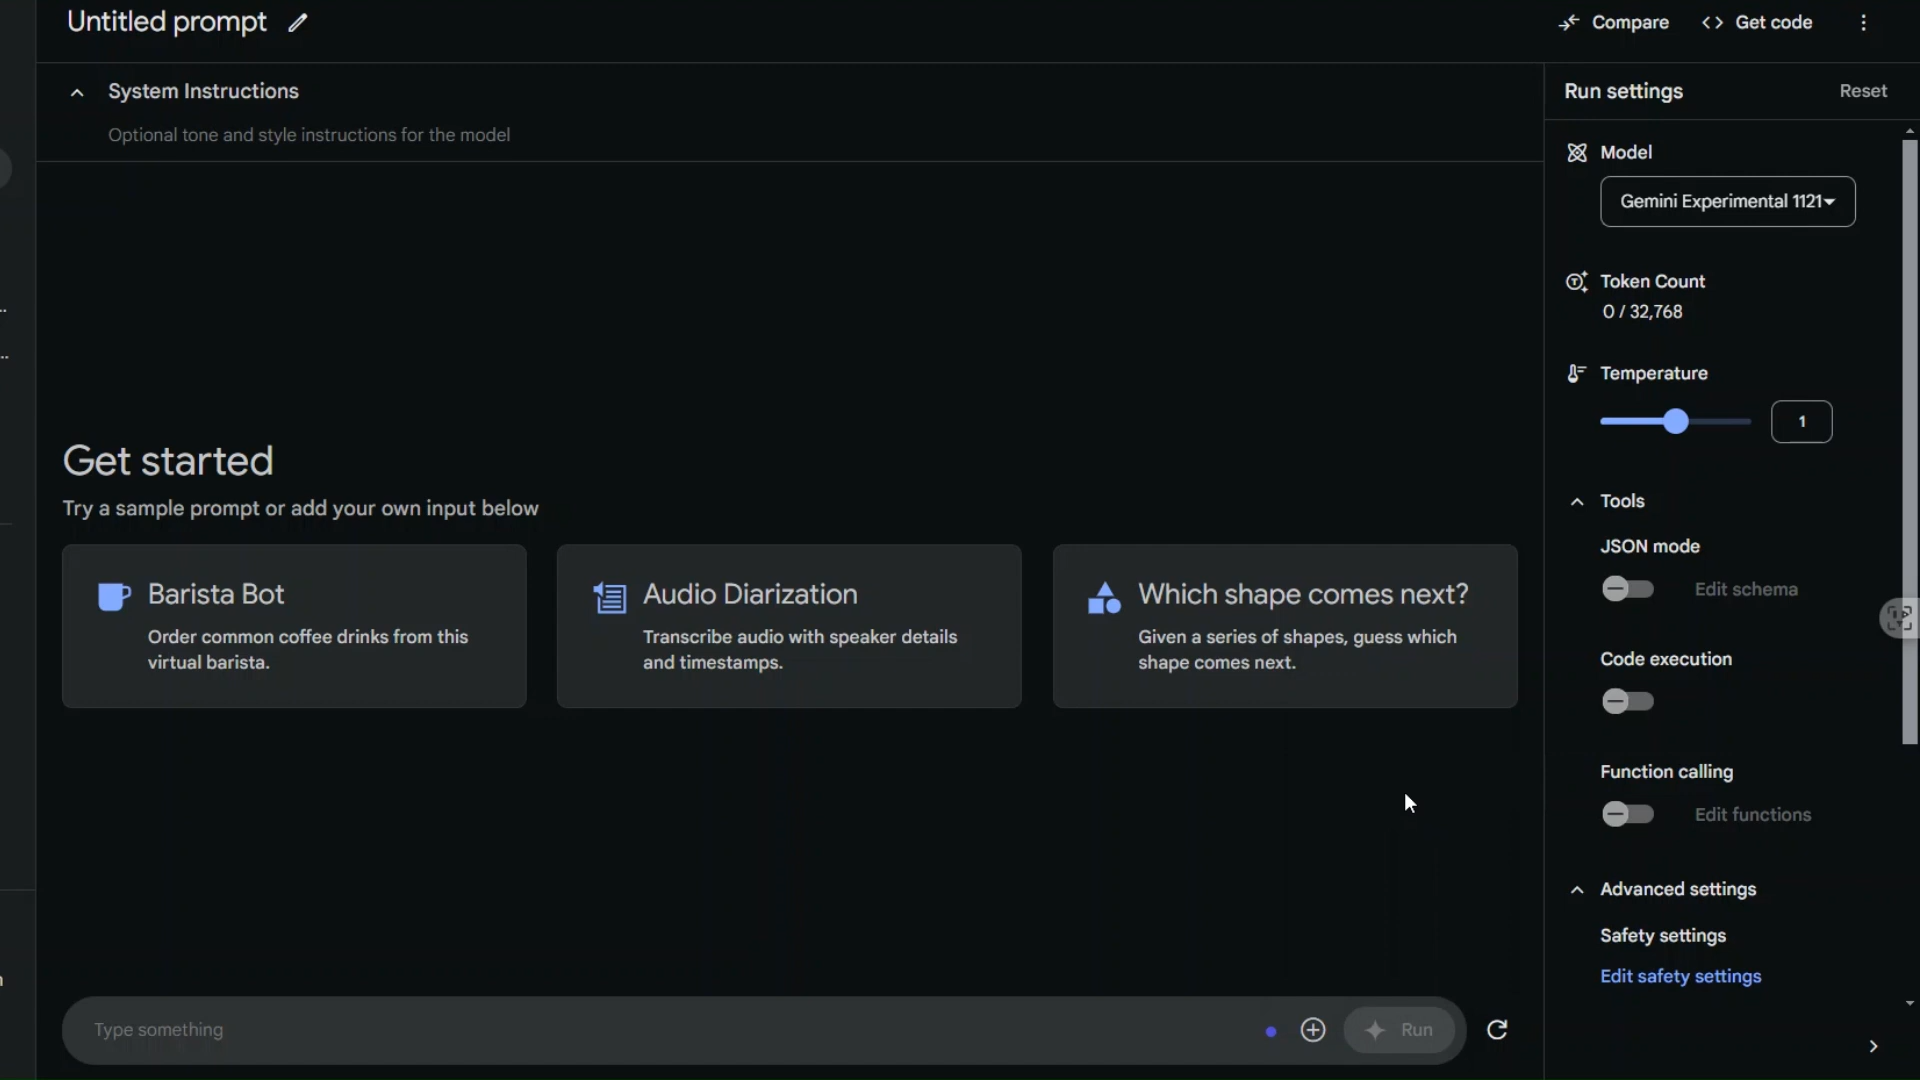 Untitled prompt
Compare
Get code
System Instructions
Optional tone and style instructions for the model
Get started
Try a sample prompt or add your own input below
Barista Bot
Order common coffee drinks from this
virtual barista.
Audio Diarization
Transcribe audio with speaker details
and timestamps.
Which shape comes next?
Given a series of shapes, guess which
shape comes next.
Type something
Run
Run settings
Reset
Model
Gemini Experimental 1121
Token Count
0 / 32,768
Temperature
1
Tools
JSON mode
Edit schema
Code execution
Function calling
Edit functions
Advanced settings
Safety settings
Edit safety settings